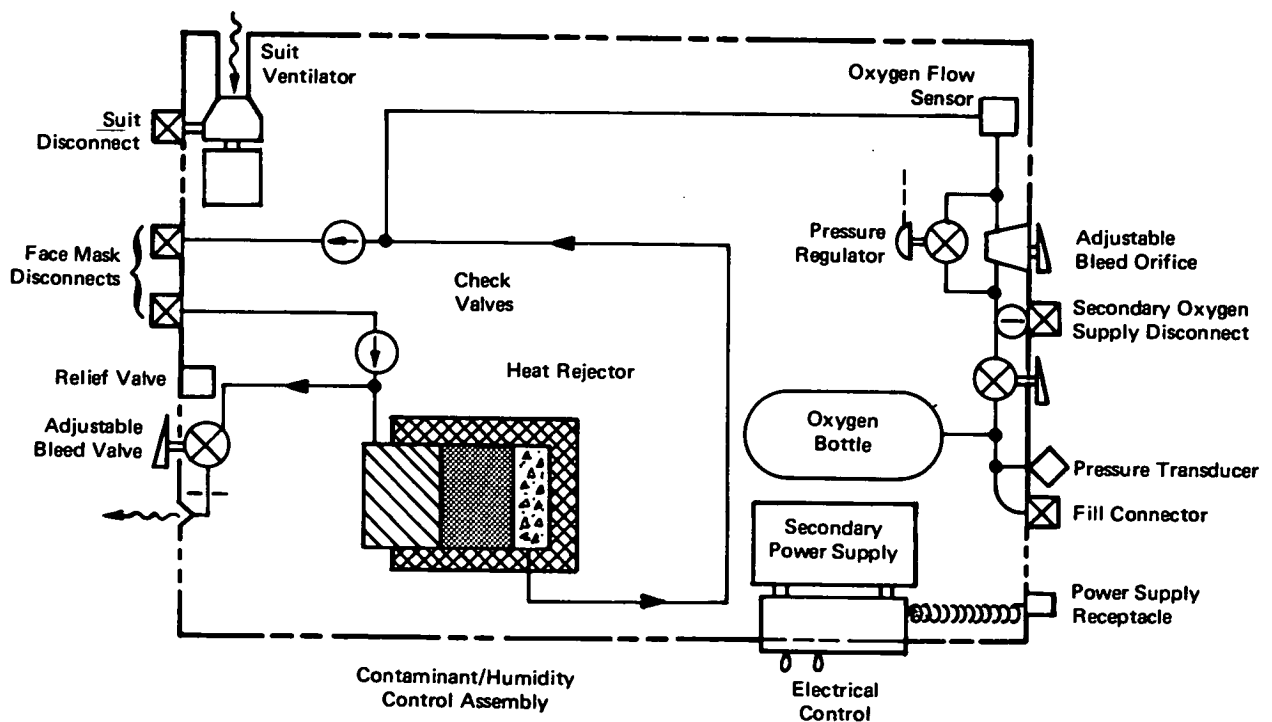 Suit
Ventilator
Oxygen Flow
Sensor
Suit
Disconnect
Face Mask
Disconnects
Pressure
Regulator
Adjustable
Bleed Orifice
Check
Valves
Secondary Oxygen
Supply Disconnect
Relief Valve
Heat Rejector
Adjustable
Bleed Valve
Oxygen
Bottle
Pressure Transducer
Fill Connector
Secondary
Power Supply
Power Supply
Receptacle
Contaminant/Humidity
Control Assembly
Electrical
Control